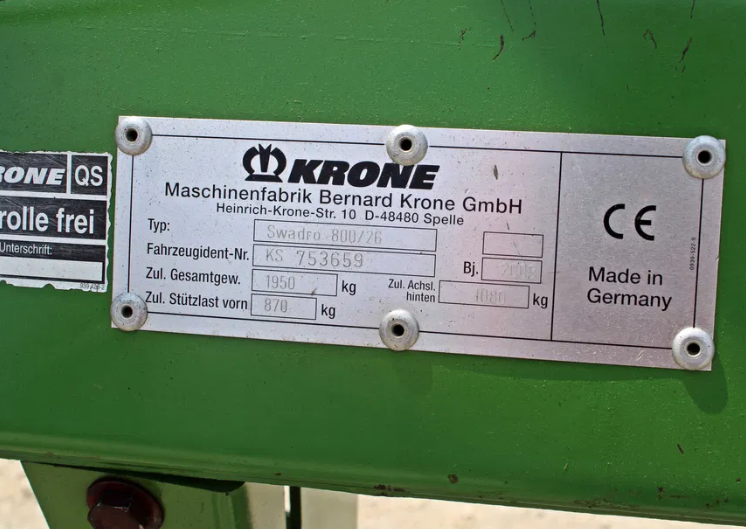 KRONE QS
rolle frei
Unterschrift:
KRONE
Maschinenfabrik Bernard Krone GmbH
Heinrich-Krone-Str. 10 D-48480 Spelle
Typ: Swadro 800/26
Fahrzeugident-Nr. KS 753659 Bj.
Zul. Gesamtgew. 1950 kg Zul. Achsl. hinten 1080 kg
Zul. Stützlast vorn 870 kg
CE
Made in
Germany